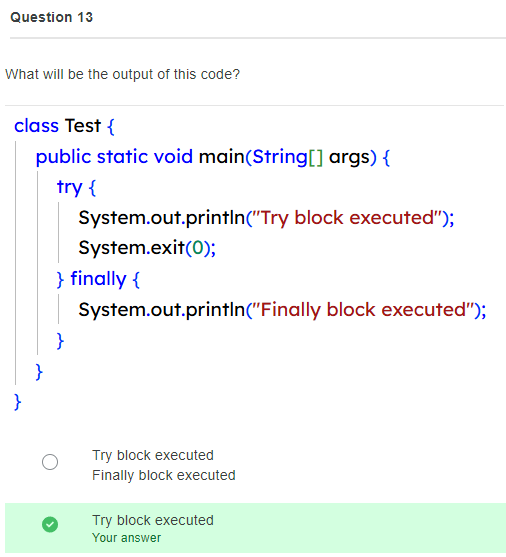 Question 13
What will be the output of this code?
class Test {
public static void main(String[] args) {
try {
System.out.println("Try block executed");
System.exit(0);
} finally {
System.out.println("Finally block executed");
}
}
}
Try block executed
Finally block executed
Try block executed
Your answer